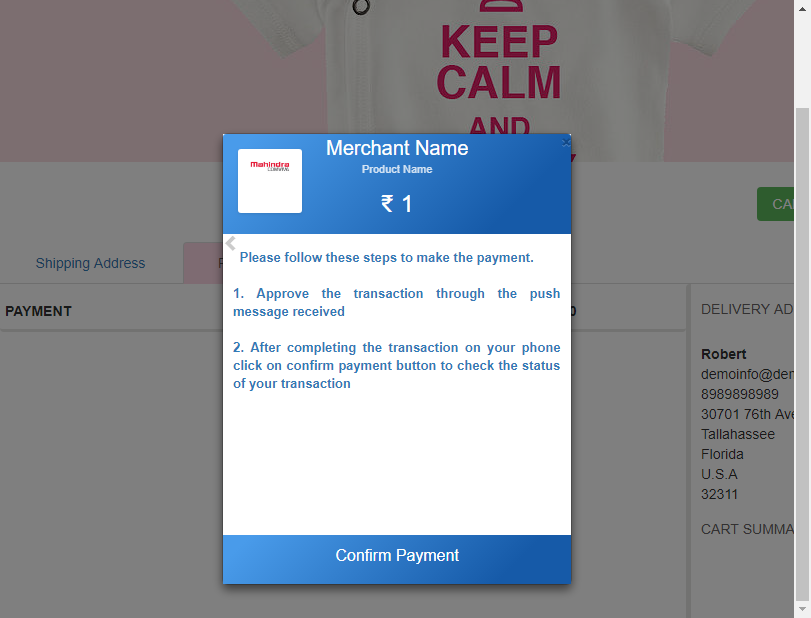 KEEP
CALM
AND
Merchant Name
×
Mahindra
COMVIVA
Product Name
₹ 1
CA
Shipping Address
Please follow these steps to make the payment.
1. Approve the transaction through the push
message received
2. After completing the transaction on your phone
click on confirm payment button to check the status
of your transaction
PAYMENT
DELIVERY AD
Robert
demoinfo@der
8989898989
30701 76th Ave
Tallahassee
Florida
U.S.A
32311
CART SUMMA
Confirm Payment